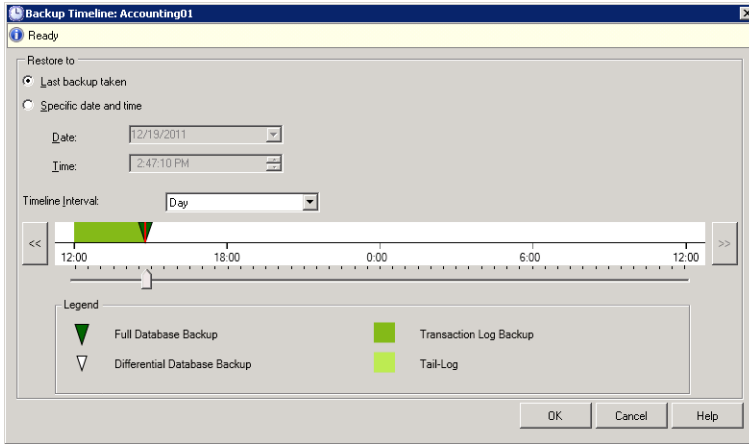 Backup Timeline: Accounting01
Ready
Restore to
Last backup taken
Specific date and time
Date: 12/19/2011
Time: 2:47:10 PM
Timeline Interval: Day
<< >>
12:00 18:00 0:00 6:00 12:00
Legend
Full Database Backup Transaction Log Backup
Differential Database Backup Tail-Log
OK Cancel Help